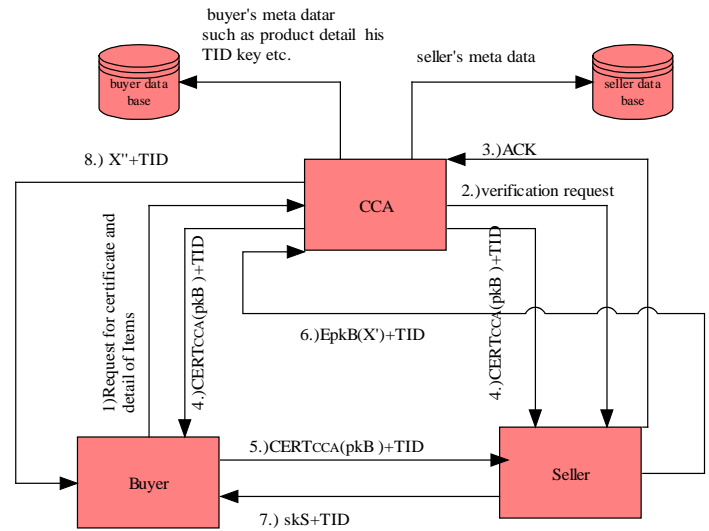 buyer's meta datar
such as product detail his
TID key etc.
seller's meta data
buyer data
base
seller data
base
8.) X"+TID
3.)ACK
2.)verification request
CCA
1)Request for certificate and
detail of Items
4.)CERTCCA(pkB )+TID
4.)CERTCCA(pkB )+TID
6.)EpkB(X')+TID
5.)CERTCCA(pkB )+TID
Buyer
Seller
7.) skS+TID